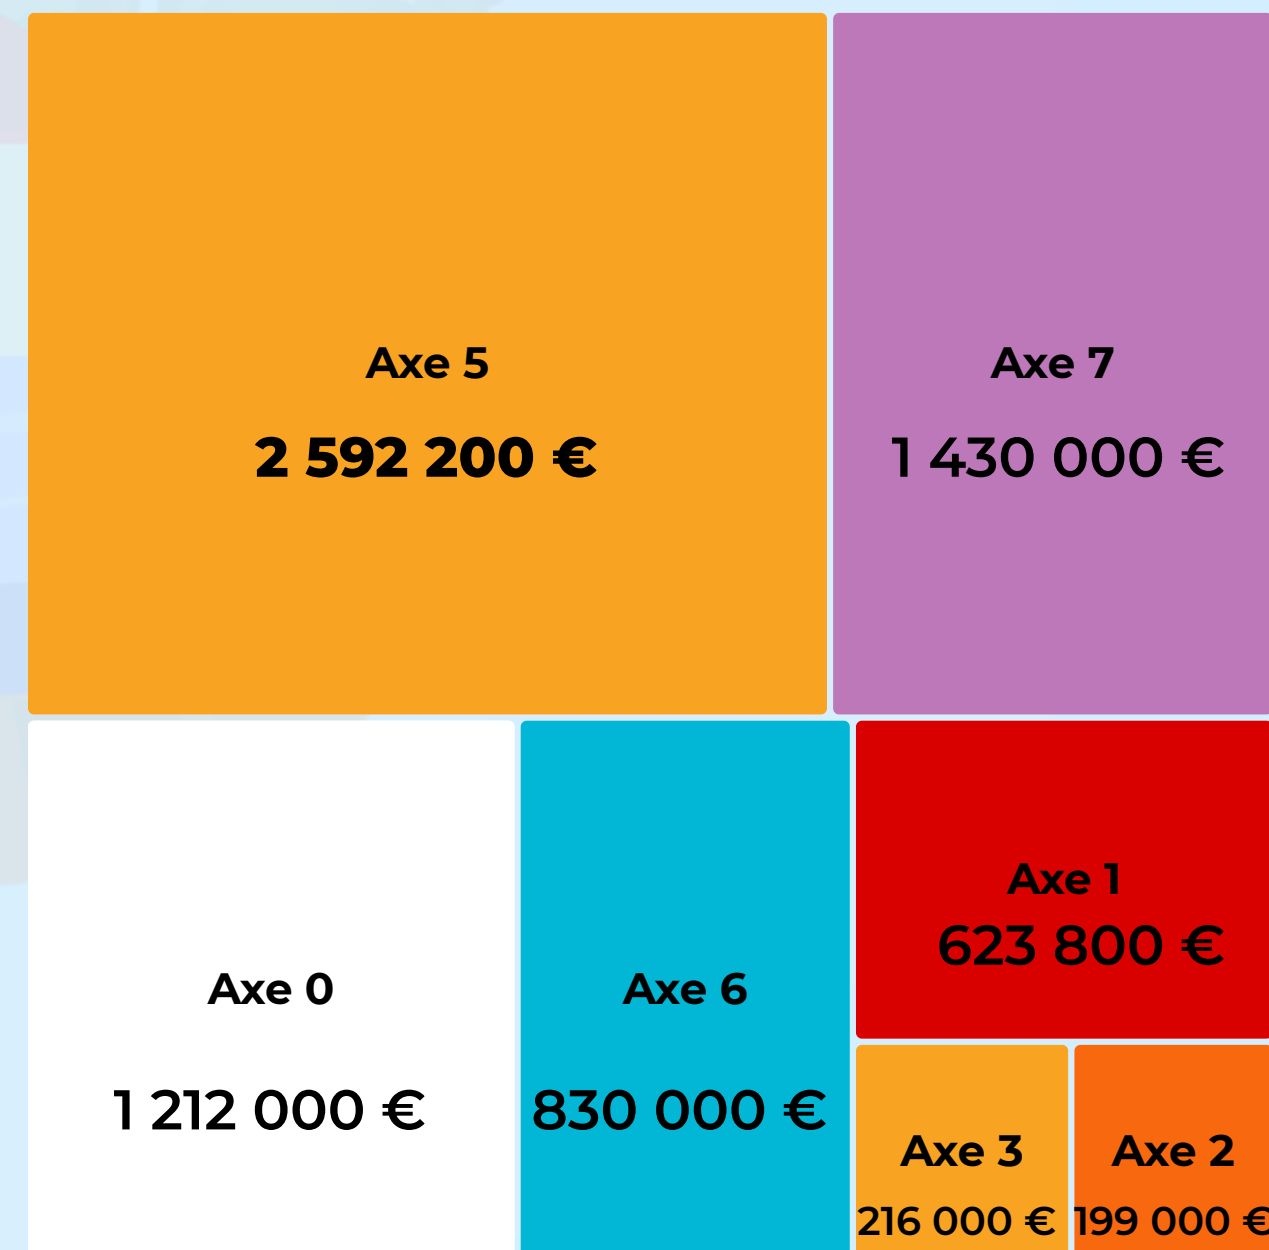 Axe 5
2 592 200 €
Axe 7
1 430 000 €
Axe 0
1 212 000 €
Axe 6
830 000 €
Axe 1
623 800 €
Axe 3
216 000 €
Axe 2
199 000 €